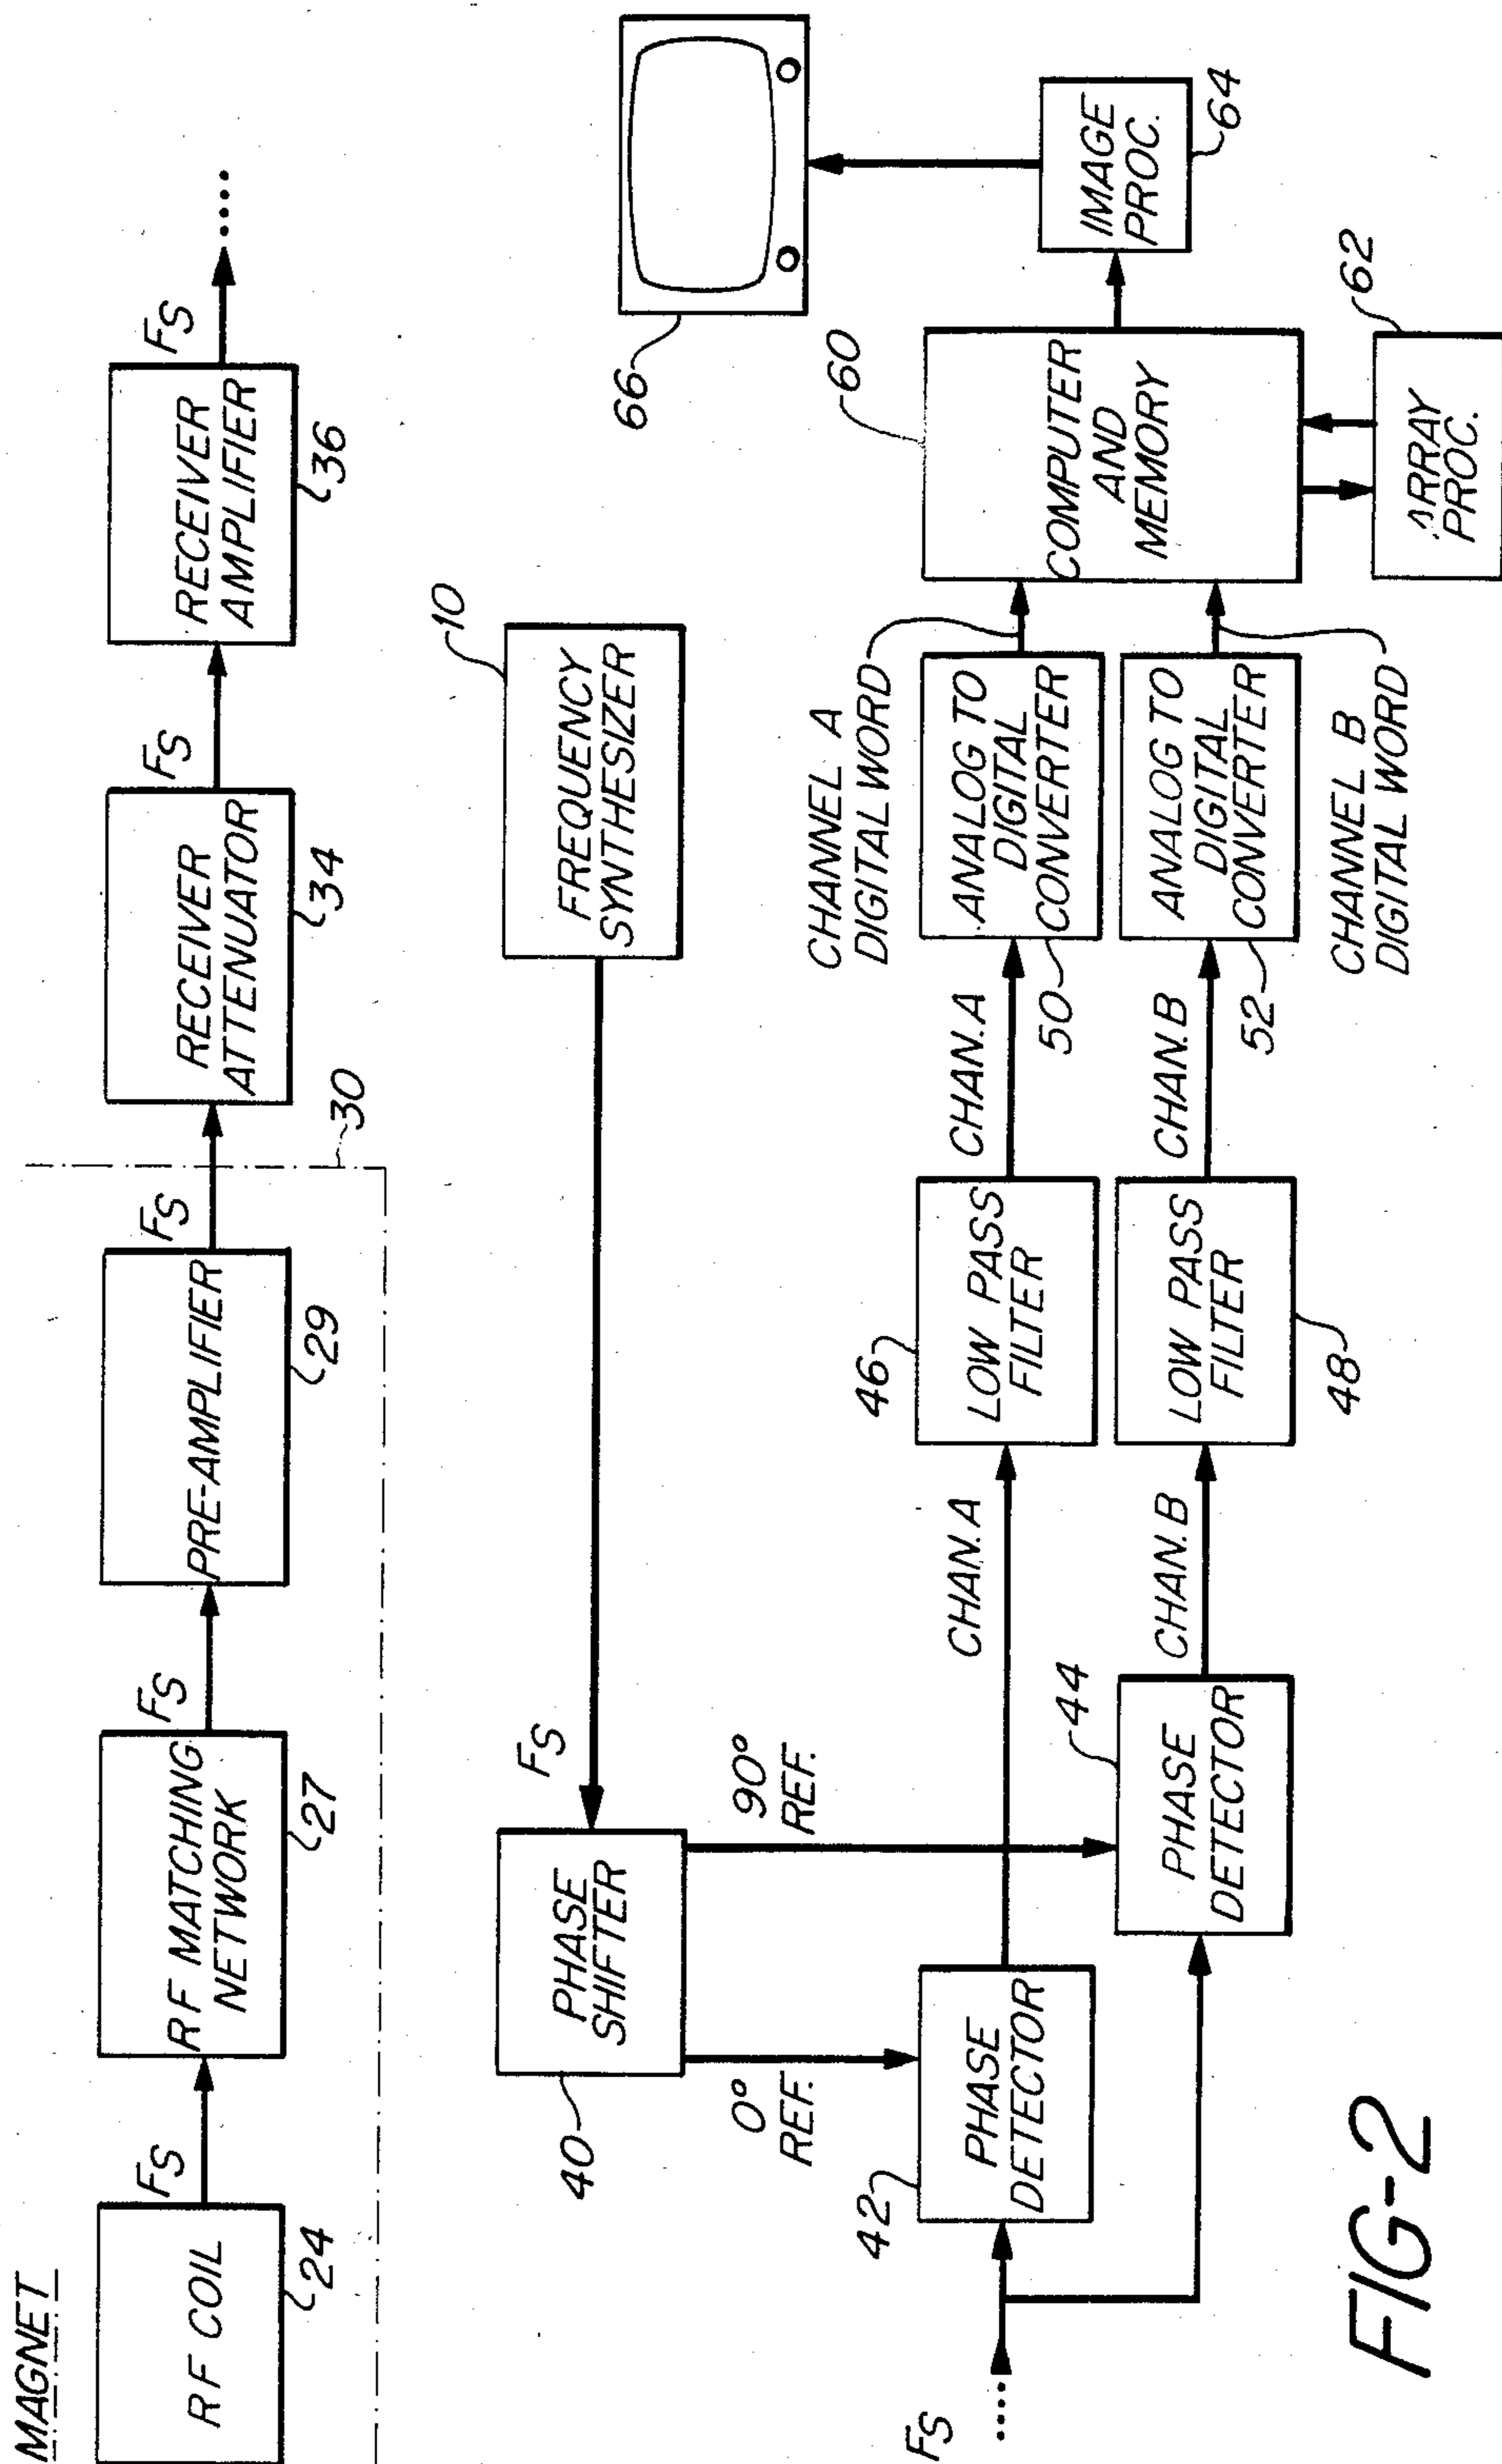 MAGNET
RF COIL
24
FS
RF MATCHING
NETWORK
27
FS
PRE-AMPLIFIER
29
FS
30
RECEIVER
ATTENUATOR
34
FS
RECEIVER
AMPLIFIER
36
FS
....
10
FREQUENCY
SYNTHESIZER
FS
PHASE
SHIFTER
40
0°
REF.
90°
REF.
FS
....
42
PHASE
DETECTOR
44
PHASE
DETECTOR
CHAN.A
CHAN.B
46
LOW PASS
FILTER
LOW PASS
FILTER
48
CHAN.A
CHAN.B
CHANNEL A
DIGITAL WORD
ANALOG TO
DIGITAL
CONVERTER
50
ANALOG TO
DIGITAL
CONVERTER
52
CHANNEL B
DIGITAL WORD
60
COMPUTER
AND
MEMORY
62
ARRAY
PROC.
IMAGE
PROC.
64
66
FIG-2